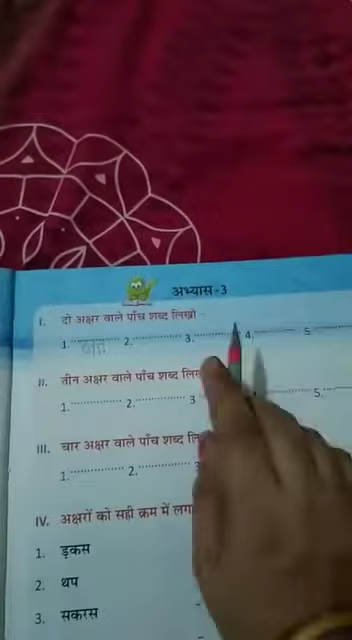 अभ्यास-3
I. दो अक्षर वाले पाँच शब्द लिखो -
1. 2. 3. 4. 5.
II. तीन अक्षर वाले पाँच शब्द
1. 2. 3 5.
III. चार अक्षर वाले पाँच शब्द
1. 2.
IV. अक्षरों को सही क्रम में
1. ड़कस
2. थप
3. सकरस